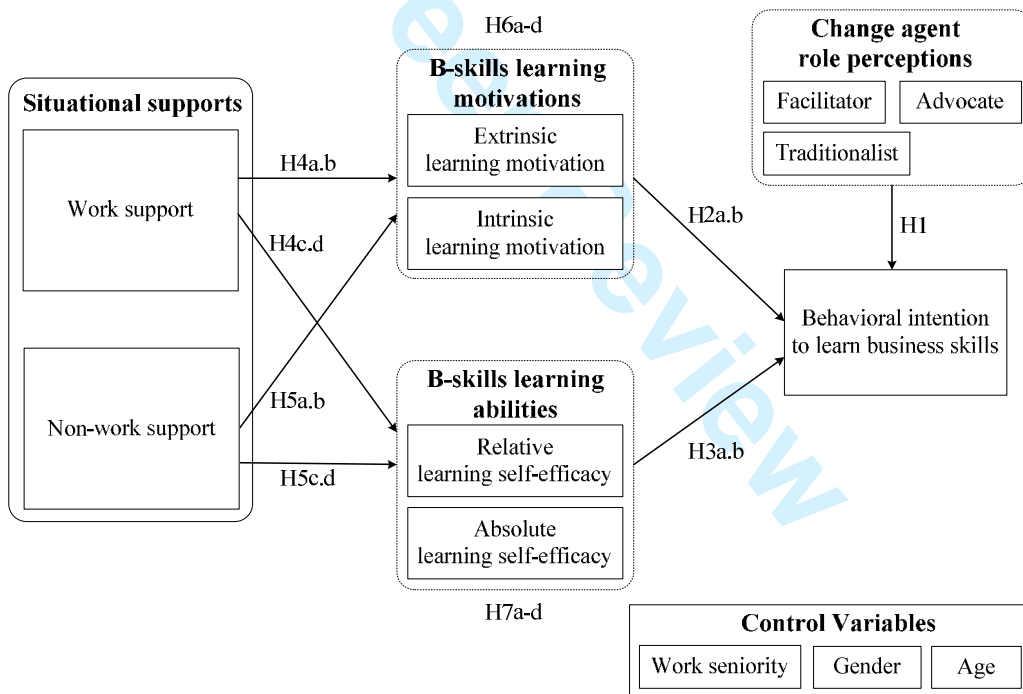 H6a-d
Situational supports
Work support
Non-work support
H4a.b
H4c.d
H5a.b
H5c.d
B-skills learning
motivations
Extrinsic
learning motivation
Intrinsic
learning motivation
B-skills learning
abilities
Relative
learning self-efficacy
Absolute
learning self-efficacy
H7a-d
H2a.b
H3a.b
Change agent
role perceptions
Facilitator
Advocate
Traditionalist
H1
Behavioral intention
to learn business skills
Control Variables
Work seniority
Gender
Age
eer
review